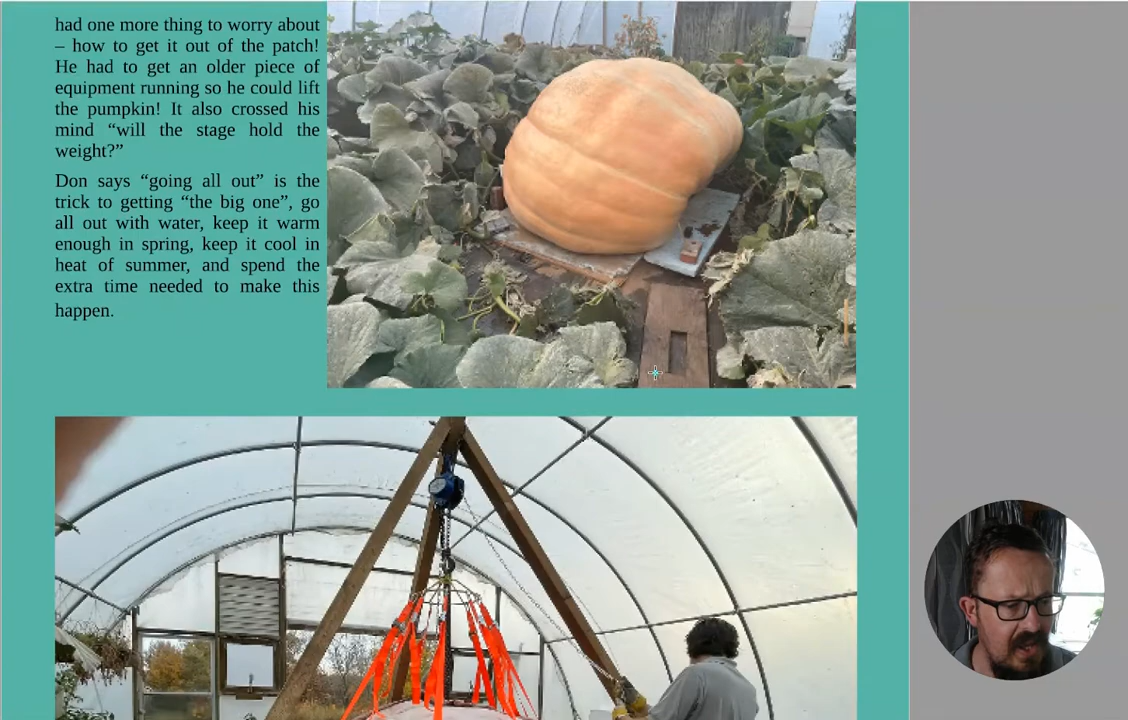 had one more thing to worry about
– how to get it out of the patch!
He had to get an older piece of
equipment running so he could lift
the pumpkin! It also crossed his
mind “will the stage hold the
weight?”
Don says “going all out” is the
trick to getting “the big one”, go
all out with water, keep it warm
enough in spring, keep it cool in
heat of summer, and spend the
extra time needed to make this
happen.